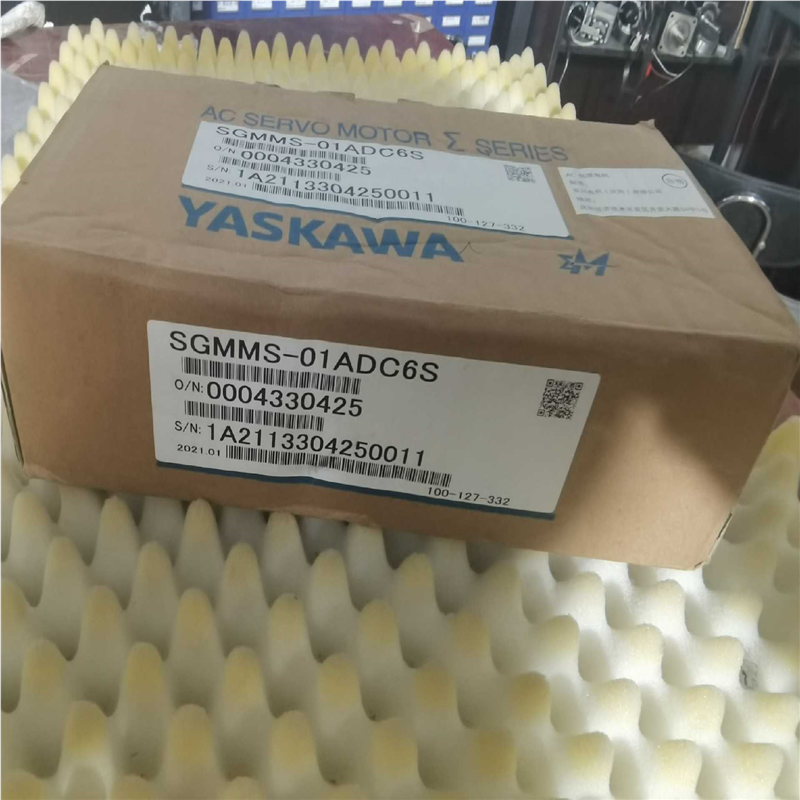 AC SERVO MOTOR Σ SERIES
SGMMS-01ADC6S
O/N 0004330425
S/N: 1A2113304250011
2021.01
100-127-332
YASKAWA
ΣM
SGMMS-01ADC6S
O/N: 0004330425
S/N: 1A2113304250011
2021.01
100-127-332